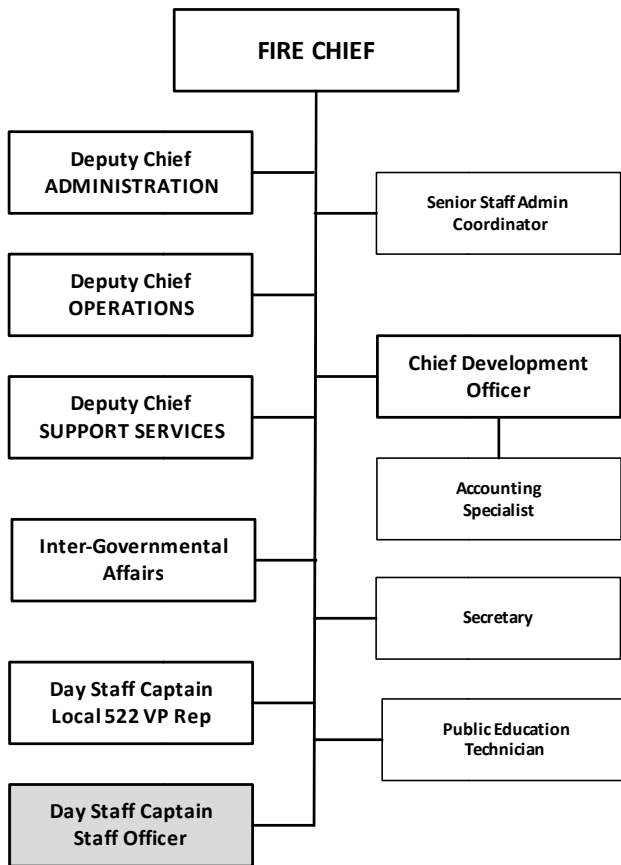 FIRE CHIEF
Deputy Chief
ADMINISTRATION
Senior Staff Admin
Coordinator
Deputy Chief
OPERATIONS
Chief Development
Officer
Deputy Chief
SUPPORT SERVICES
Accounting
Specialist
Inter-Governmental
Affairs
Secretary
Day Staff Captain
Local 522 VP Rep
Public Education
Technician
Day Staff Captain
Staff Officer